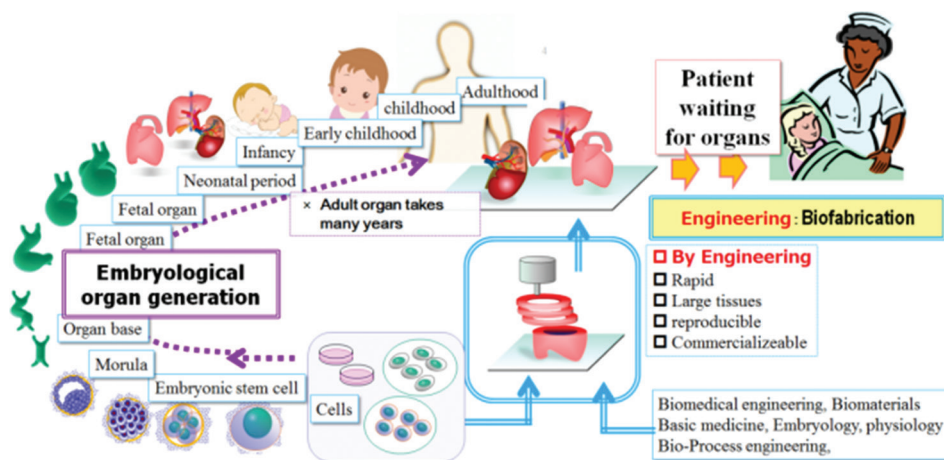 4
Patient
waiting
for organs
Adulthood
childhood
Early childhood
Infancy
Neonatal period
Fetal organ
Fetal organ
× Adult organ takes
many years
Embryological
organ generation
Organ base
Morula
Embryonic stem cell
Cells
Engineering: Biofabrication
By Engineering
Rapid
Large tissues
reproducible
Commercializeable
Biomedical engineering, Biomaterials
Basic medicine, Embryology, physiology
Bio-Process engineering,